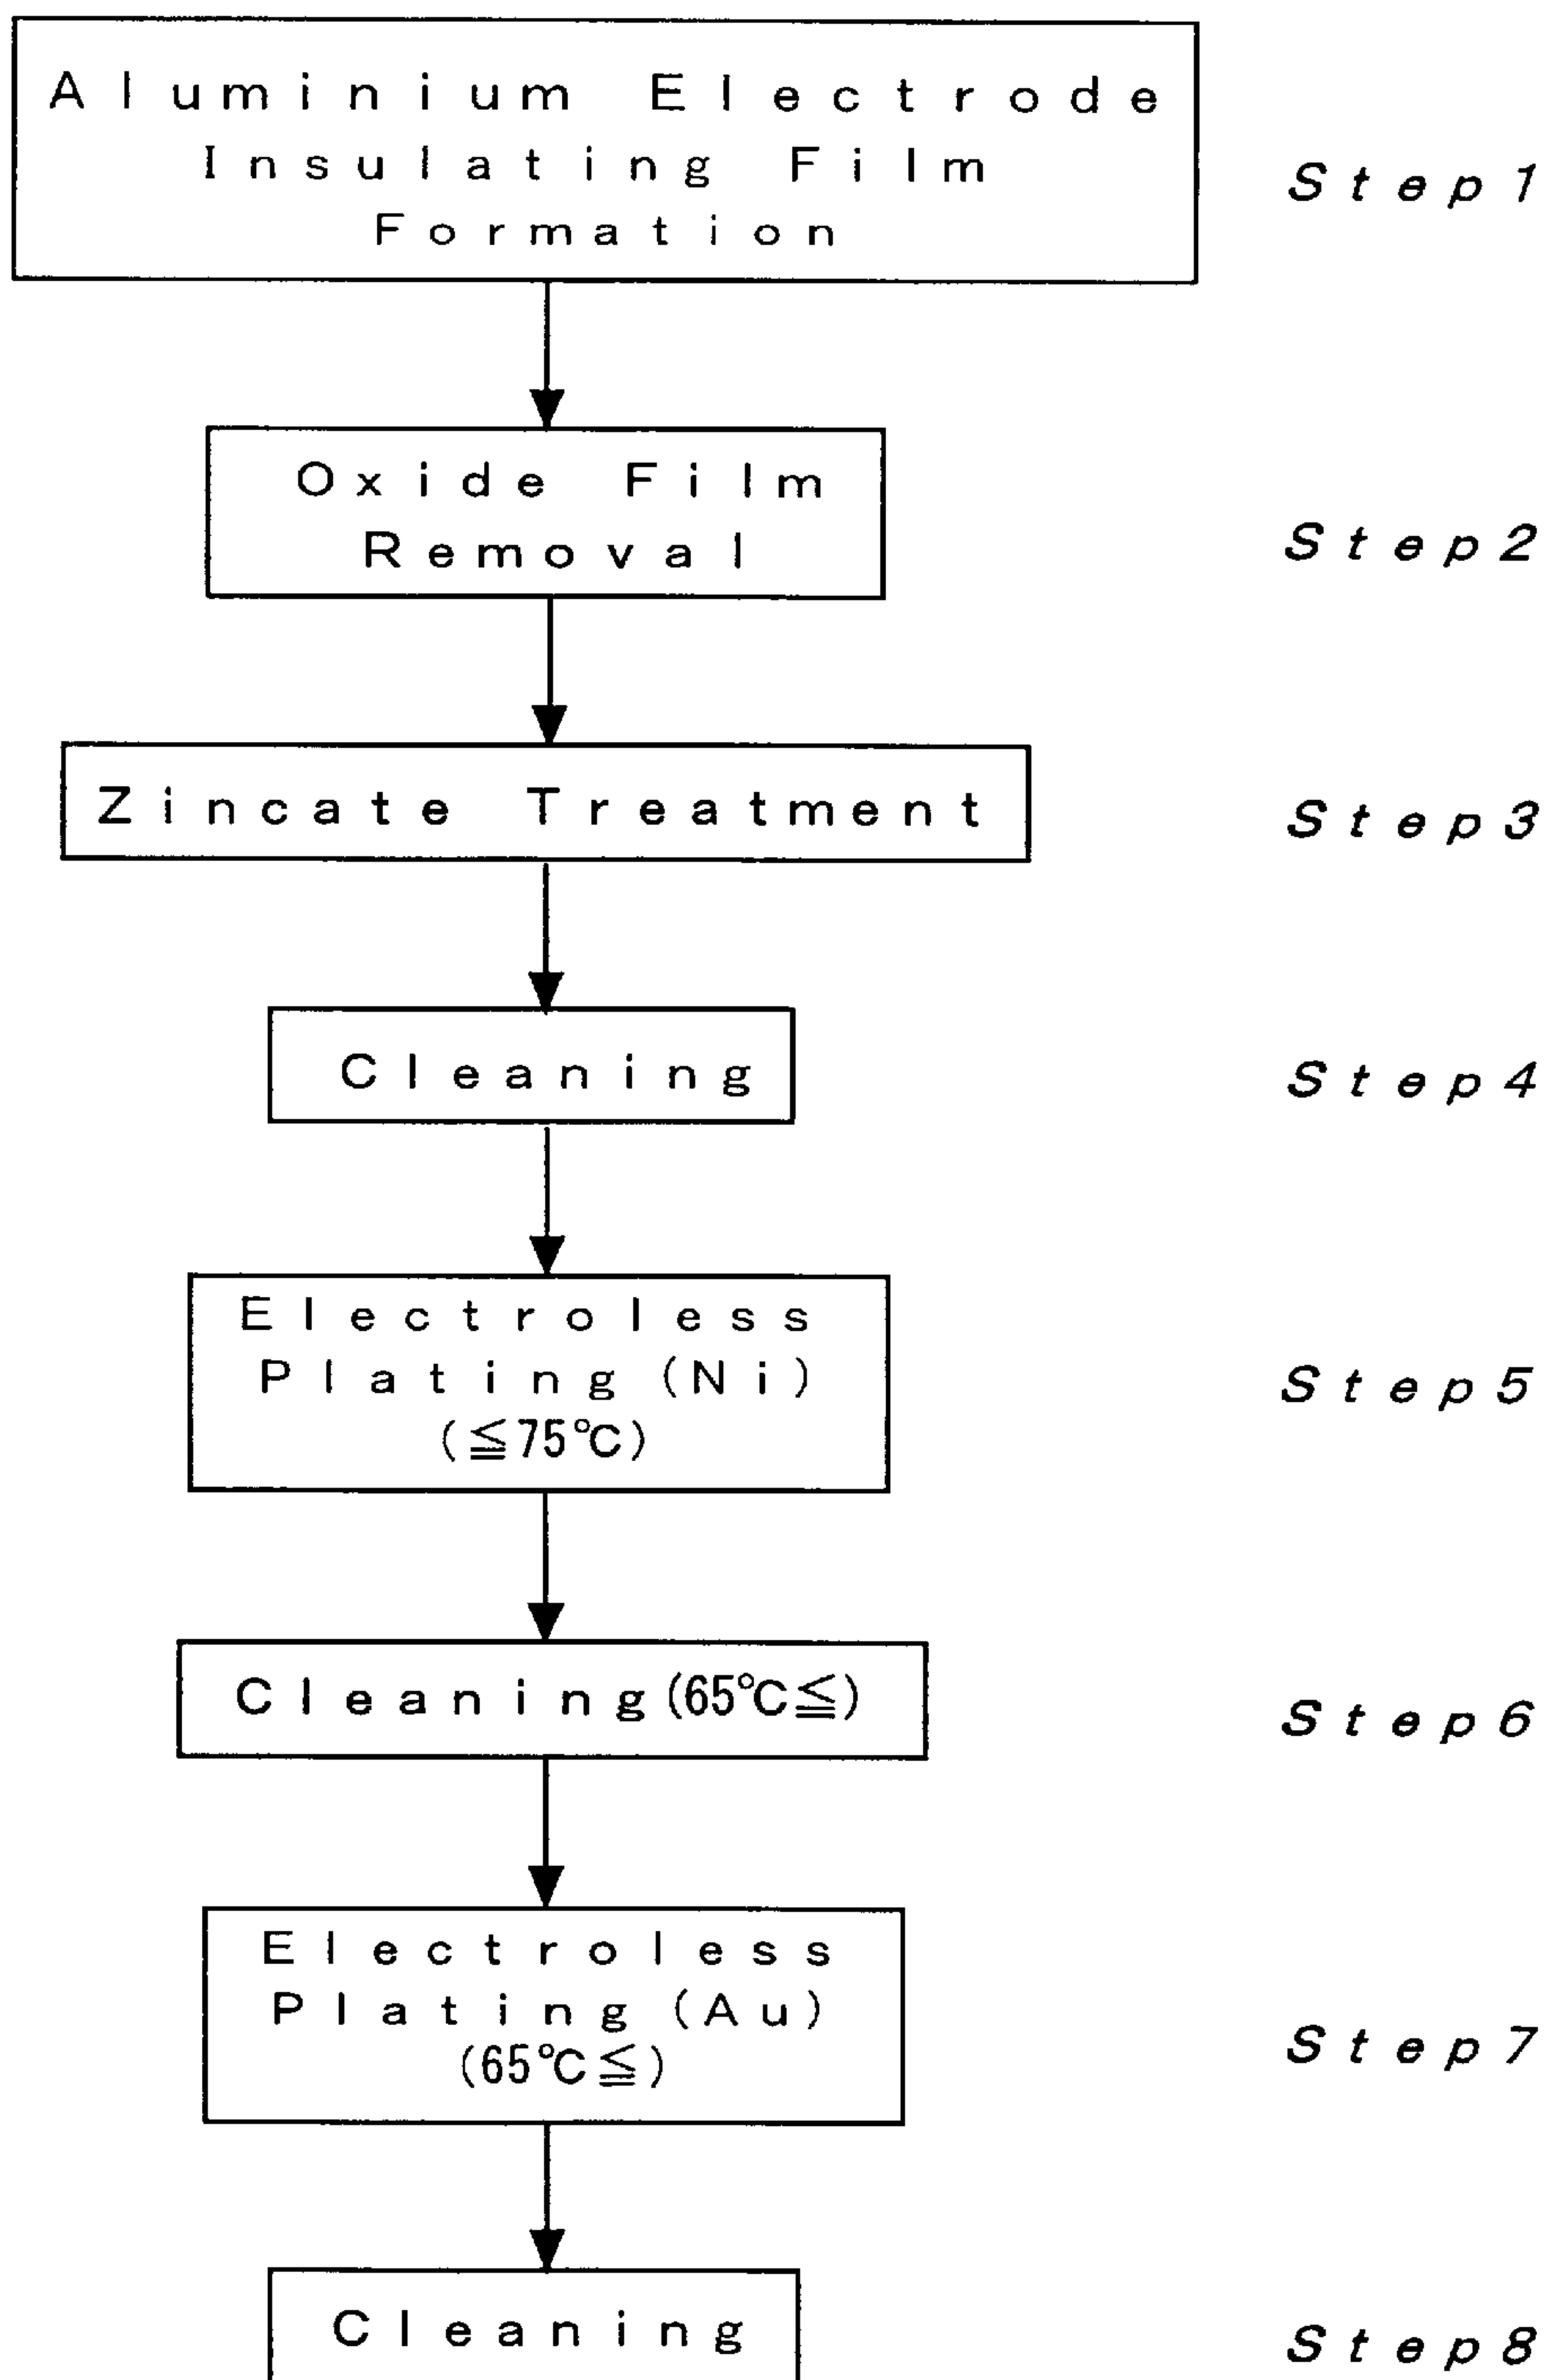 Aluminium Electrode
Insulating Film
Formation
Step1
Oxide Film
Removal
Step2
Zincate Treatment
Step3
Cleaning
Step4
Electroless
Plating (Ni)
(≦75℃)
Step5
Cleaning (65℃≦)
Step6
Electroless
Plating (Au)
(65℃≦)
Step7
Cleaning
Step8